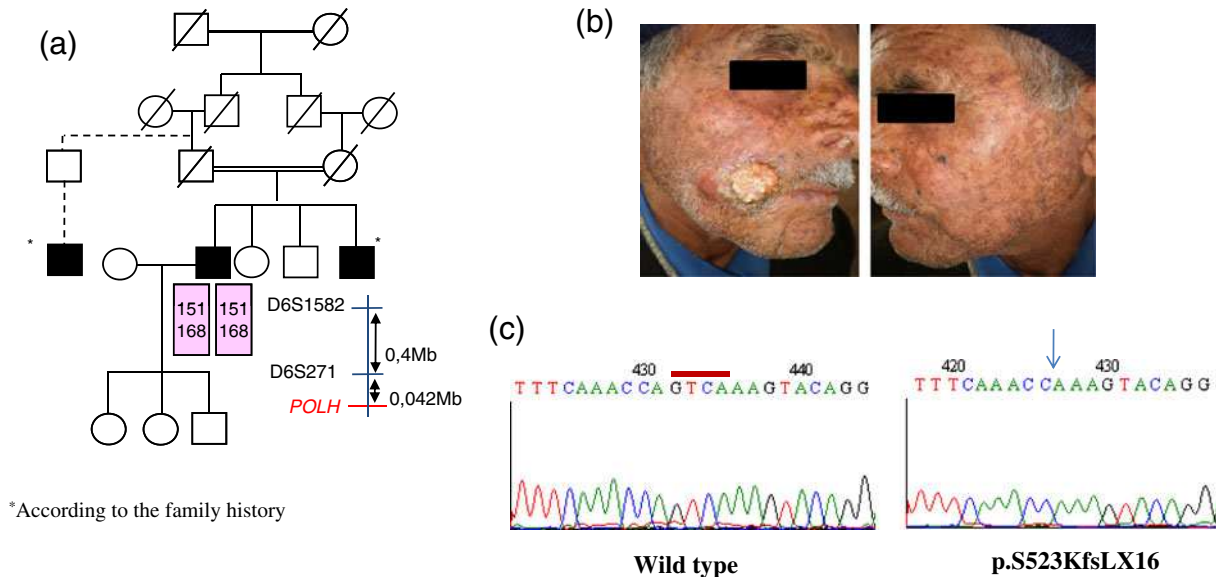 (a)
*
*
151 151
168 168
D6S1582
0,4Mb
D6S271
0,042Mb
POLH
*According to the family history
(b)
(c)
430 440
TTTCAAACCAGTCAAAGTACAGG
Wild type
420 430
TTTCAAACCAAAGTACAGG
p.S523KfsLX16